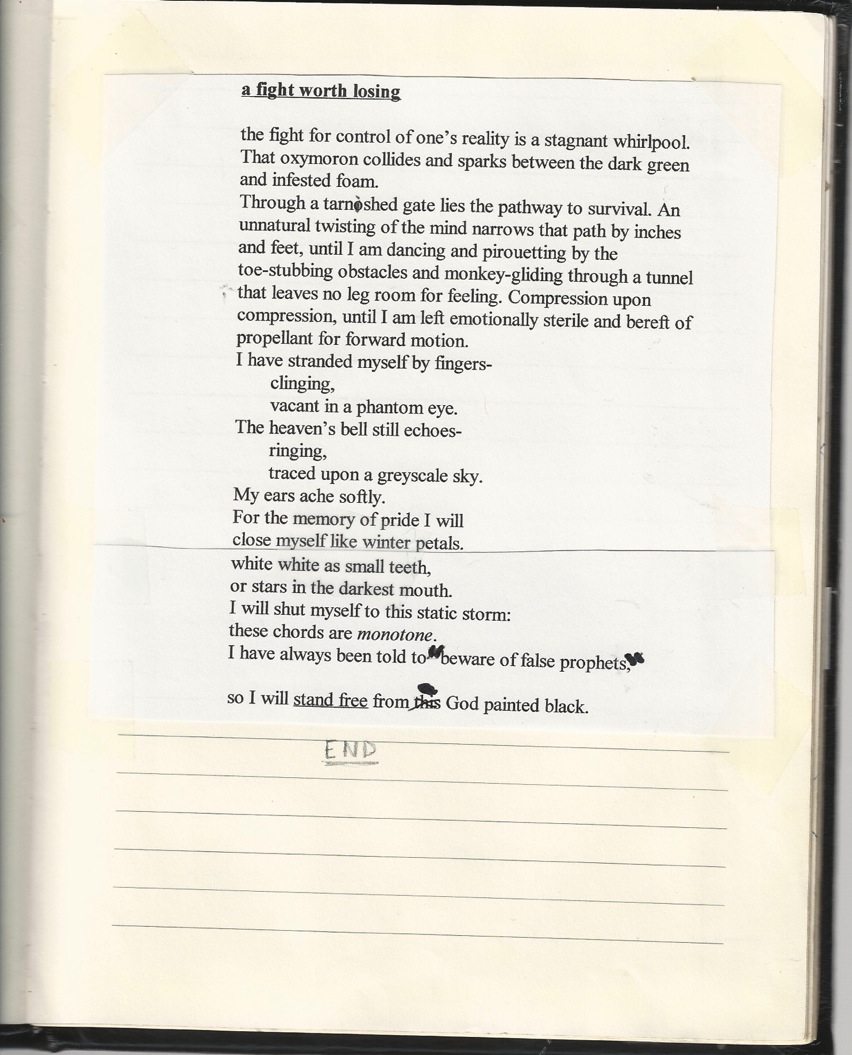 a fight worth losing
the fight for control of one's reality is a stagnant whirlpool.
That oxymoron collides and sparks between the dark green
and infested foam.
Through a tarnished gate lies the pathway to survival. An
unnatural twisting of the mind narrows that path by inches
and feet, until I am dancing and pirouetting by the
toe-stubbing obstacles and monkey-gliding through a tunnel
that leaves no leg room for feeling. Compression upon
compression, until I am left emotionally sterile and bereft of
propellant for forward motion.
I have stranded myself by fingers-
clinging,
vacant in a phantom eye.
The heaven's bell still echoes-
ringing,
traced upon a greyscale sky.
My ears ache softly.
For the memory of pride I will
close myself like winter petals.
white white as small teeth,
or stars in the darkest mouth.
I will shut myself to this static storm:
these chords are monotone.
I have always been told to beware of false prophets,
so I will stand free from this God painted black.
END